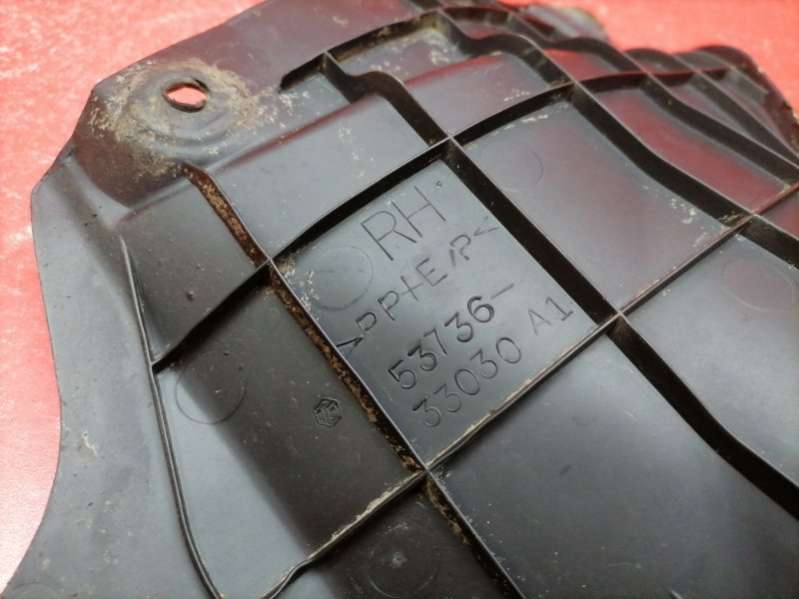 RH
>PP+E/P<
53736-
33030 A1